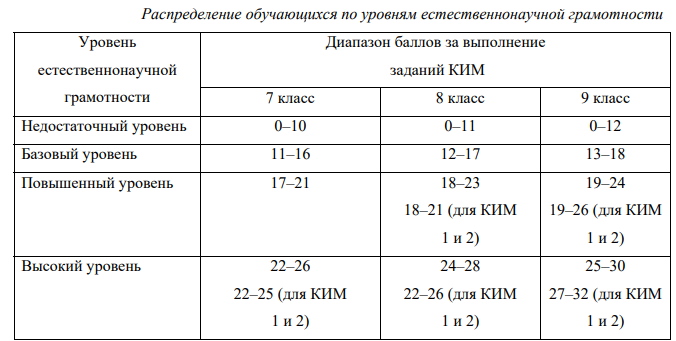 Распределение обучающихся по уровням естественнонаучной грамотности
Уровень естественнонаучной грамотности
Диапазон баллов за выполнение заданий КИМ
7 класс
8 класс
9 класс
Недостаточный уровень
0–10
0–11
0–12
Базовый уровень
11–16
12–17
13–18
Повышенный уровень
17–21
18–23
18–21 (для КИМ 1 и 2)
19–24
19–26 (для КИМ 1 и 2)
Высокий уровень
22–26
22–25 (для КИМ 1 и 2)
24–28
22–26 (для КИМ 1 и 2)
25–30
27–32 (для КИМ 1 и 2)